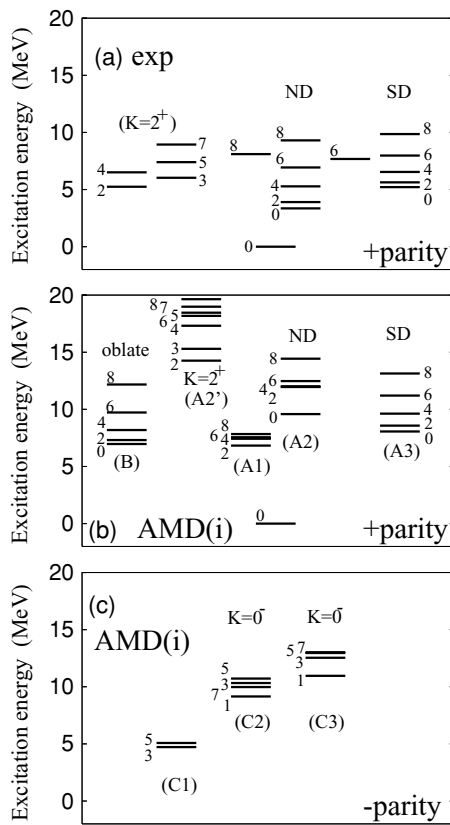 Excitation energy (MeV)
20
15
10
5
0
(a) exp
(K=2+)
ND
SD
4
2
7
5
3
8
8
6
4
2
0
6
8
6
4
2
0
0
+parity
Excitation energy (MeV)
20
15
10
5
0
oblate
8
6
4
2
0
(B)
8 7
6 5
4
3
2
K=2+
(A2')
8
6 4
2
(A1)
ND
8
6
4 2
0
(A2)
SD
8
6
4
2
0
(A3)
0
(b) AMD(i)
+parity
Excitation energy (MeV)
20
15
10
5
0
(c)
AMD(i)
K=0-
K=0-
5
3
(C1)
5
3
7
1
(C2)
5 7
3
1
(C3)
-parity